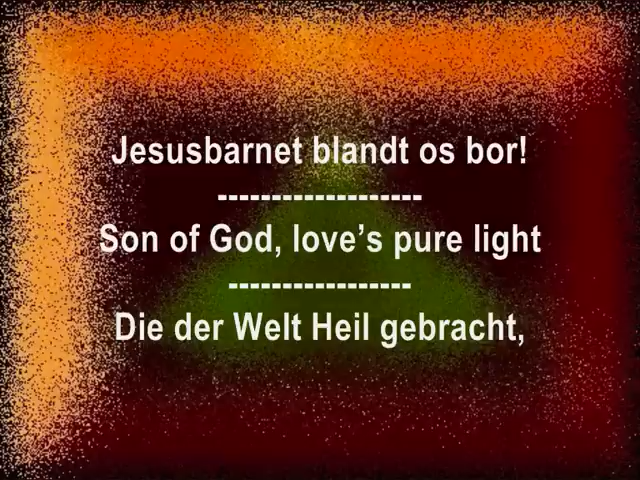 Jesusbarnet blandt os bor!
-------------------
Son of God, love’s pure light
-----------------
Die der Welt Heil gebracht,